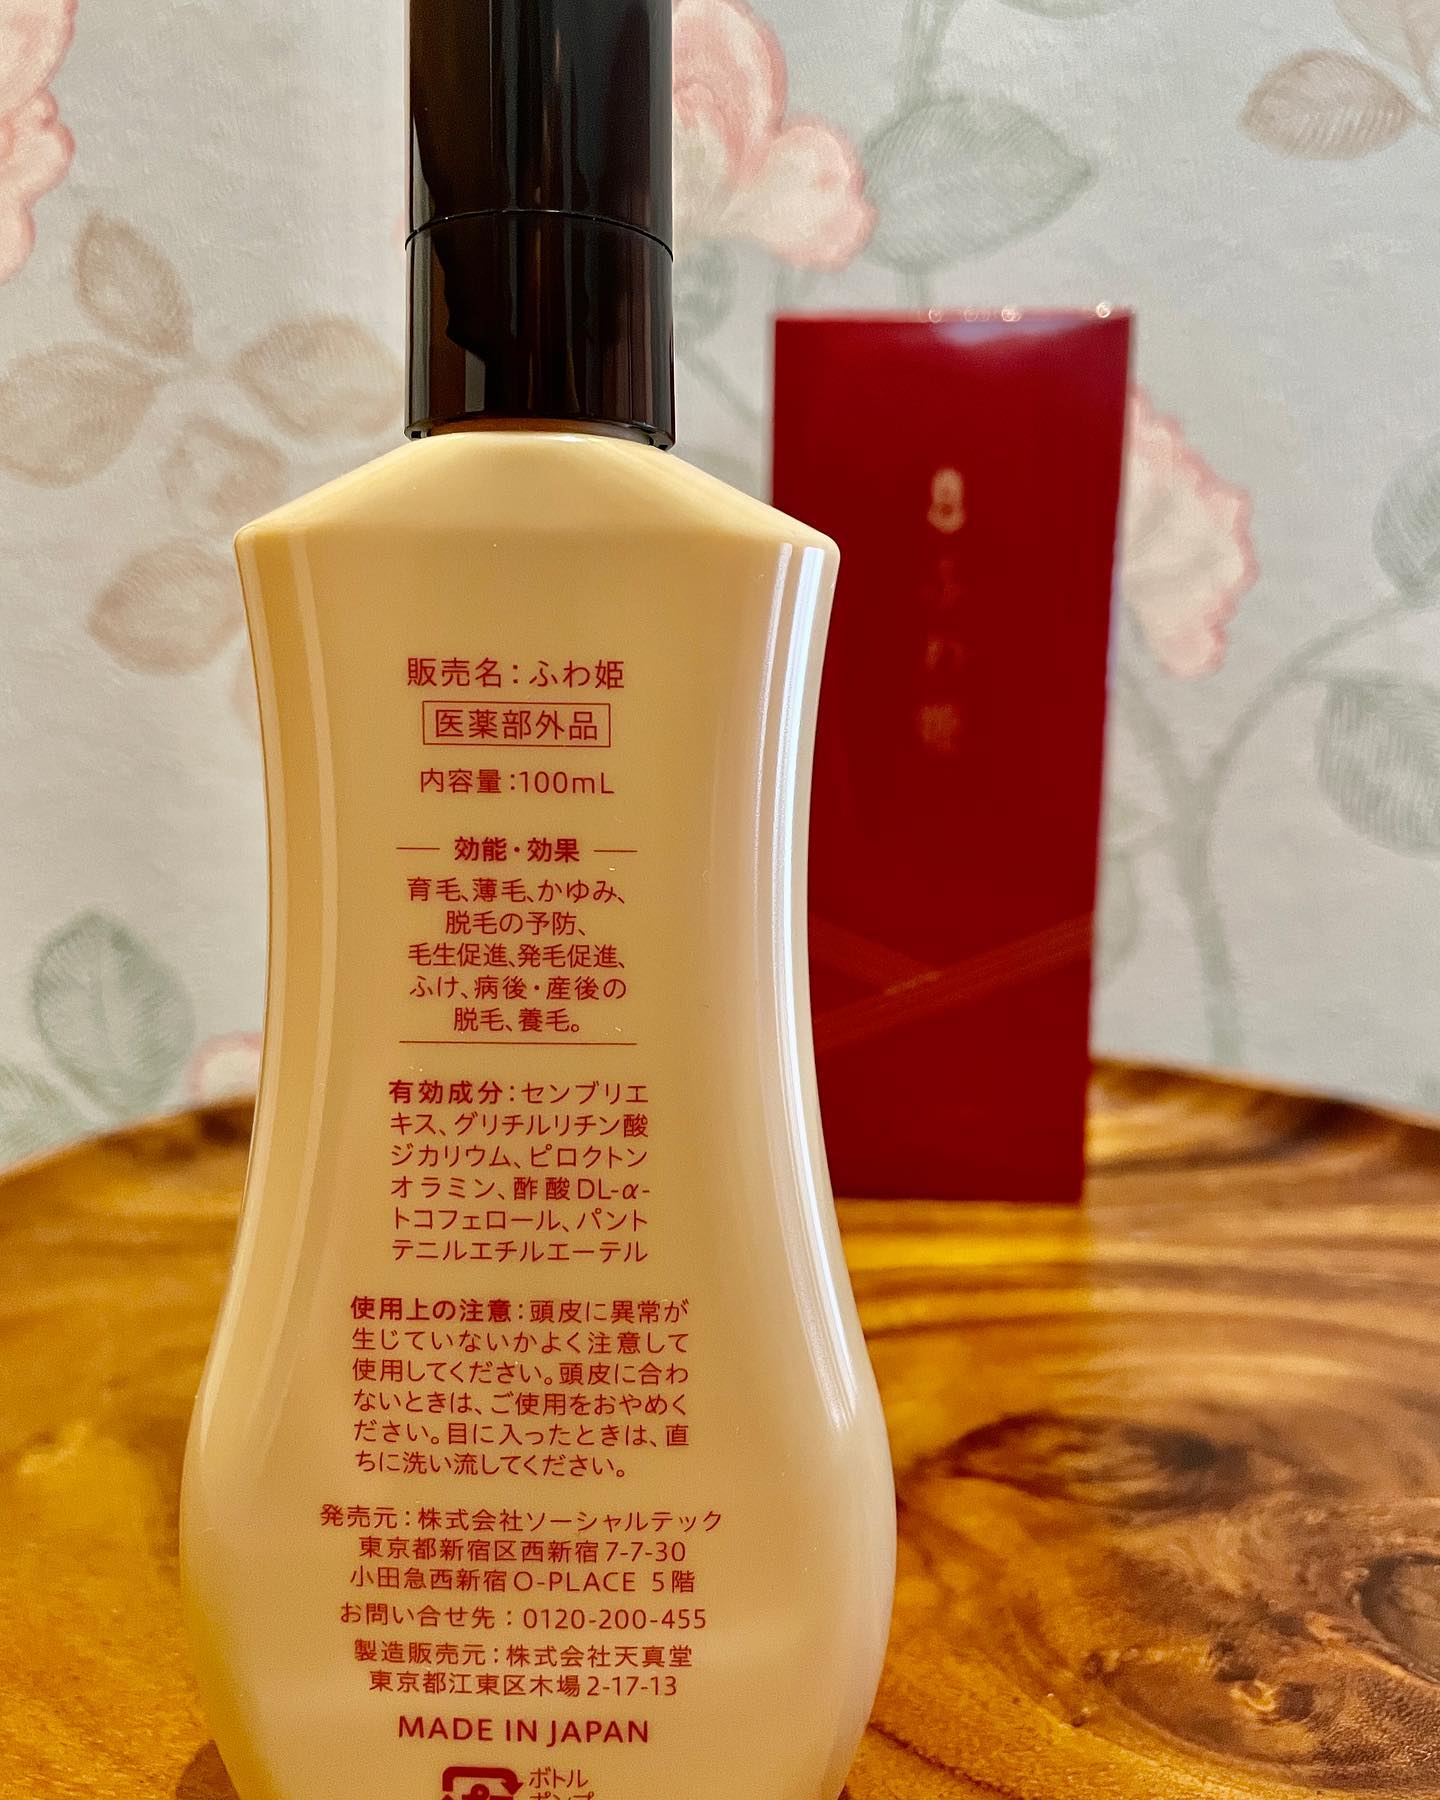 販売名：ふわ姫
医薬部外品
内容量：100mL
効能・効果
育毛、薄毛、かゆみ、
脱毛の予防、
毛生促進、発毛促進、
ふけ、病後・産後の
脱毛、養毛。
有効成分：センブリエ
キス、グリチルリチン酸
ジカリウム、ピロクトン
オラミン、酢酸DL-α-
トコフェロール、パント
テニルエチルエーテル
使用上の注意：頭皮に異常が
生じていないかよく注意して
使用してください。頭皮に合わ
ないときは、ご使用をおやめく
ださい。目に入ったときは、直
ちに洗い流してください。
発売元：株式会社ソーシャルテック
東京都新宿区西新宿7-7-30
小田急西新宿O-PLACE 5階
お問い合せ先：0120-200-455
製造販売元：株式会社天真堂
東京都江東区木場2-17-13
MADE IN JAPAN
ボトル
ふわ姫